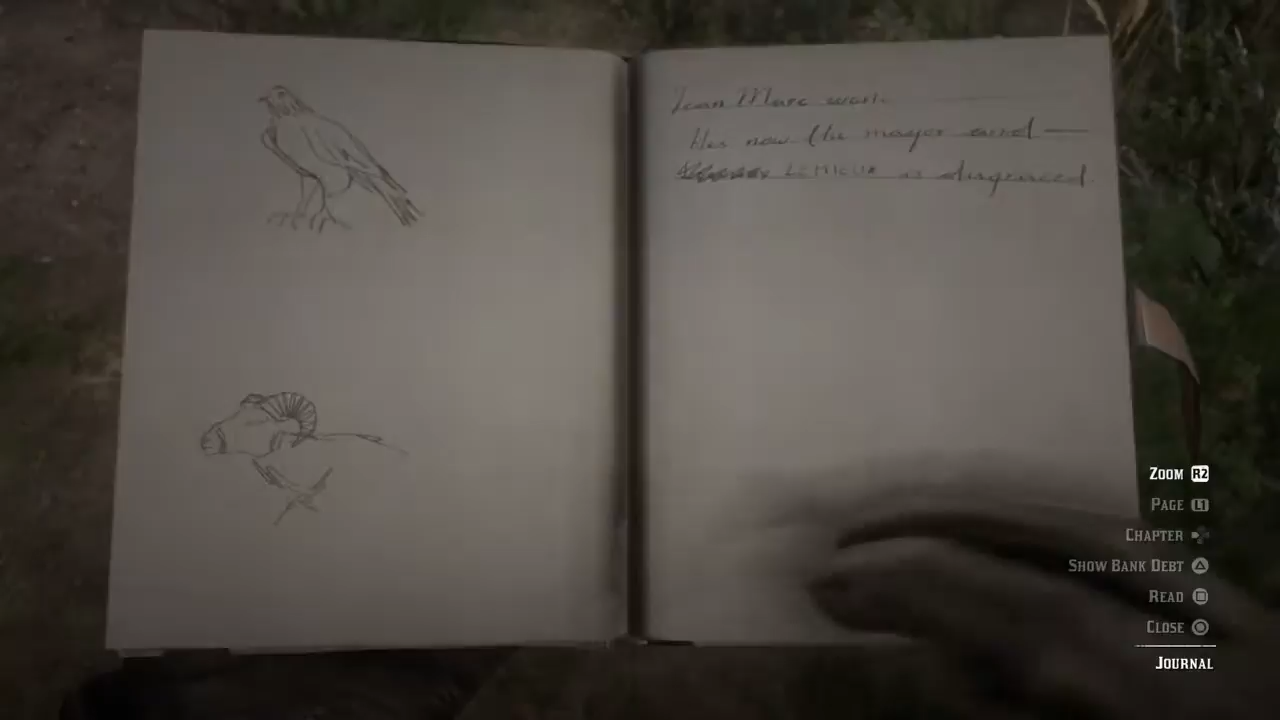 Jean Marc won.
Hes now the mayor and —
LEMIEUX is disgraced.
ZOOM R2
PAGE L1
CHAPTER
SHOW BANK DEBT
READ
CLOSE
JOURNAL